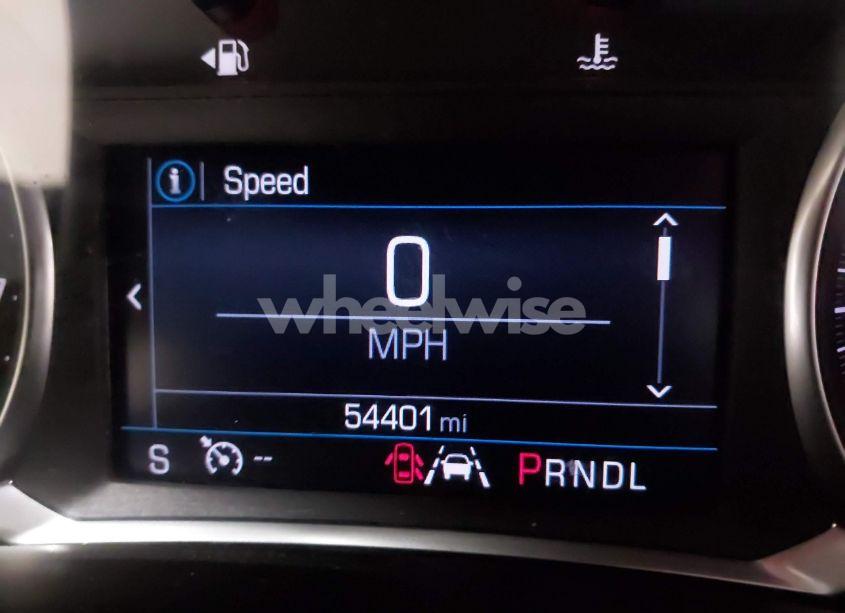 Speed
0
wheelwise
MPH
54401 mi
S -- PRNDL